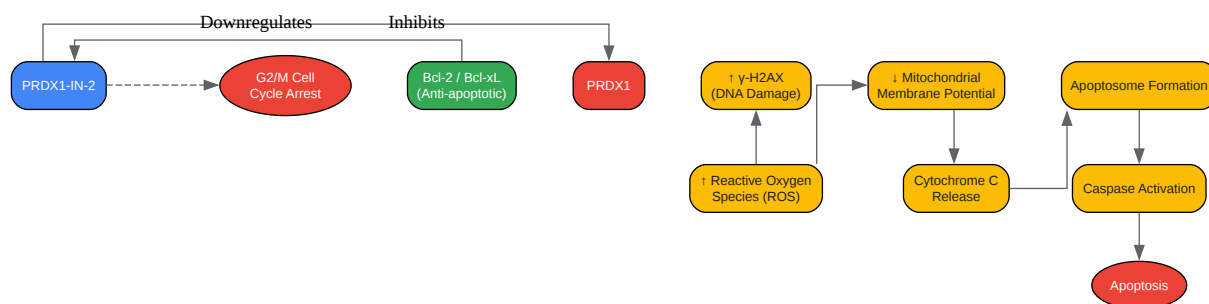 Downregulates
Inhibits
PRDX1-IN-2
G2/M Cell
Cycle Arrest
Bcl-2 / Bcl-xL
(Anti-apoptotic)
PRDX1
↑ γ-H2AX
(DNA Damage)
↓ Mitochondrial
Membrane Potential
Apoptosome Formation
↑ Reactive Oxygen
Species (ROS)
Cytochrome C
Release
Caspase Activation
Apoptosis